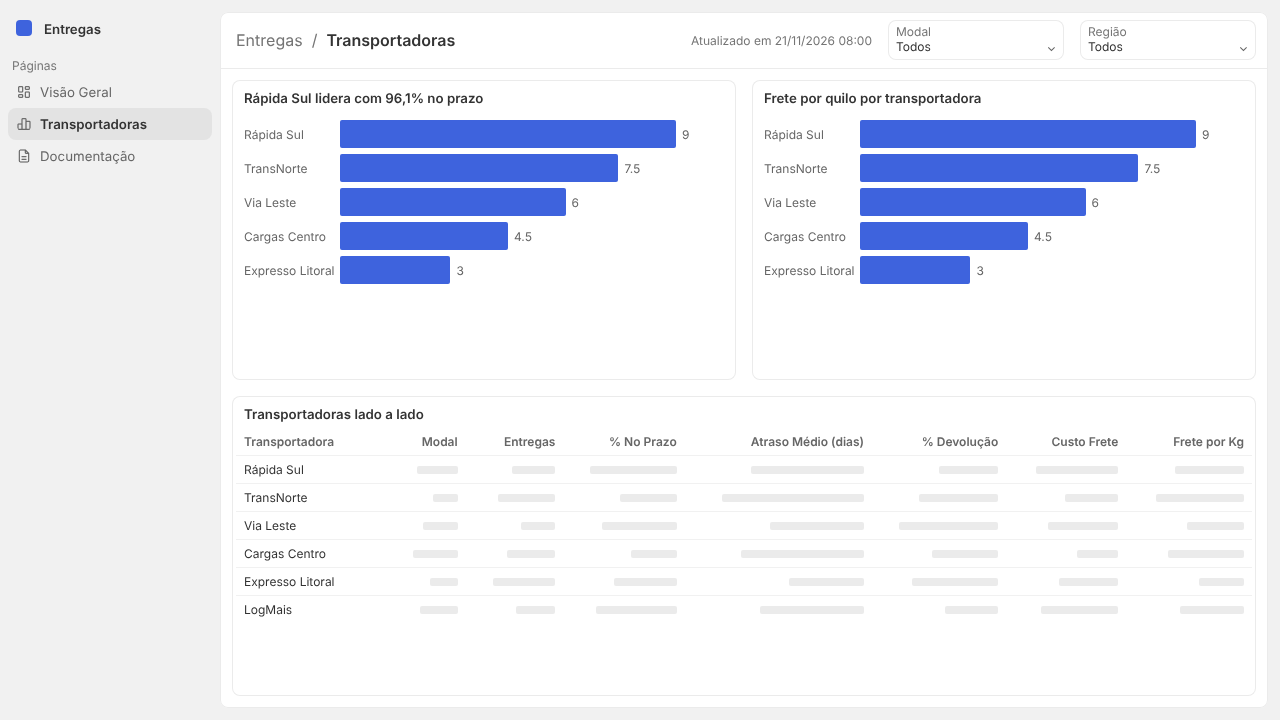 Entregas
Páginas
Visão Geral
Transportadoras
Documentação
Entregas / Transportadoras
Atualizado em 21/11/2026 08:00
Modal
Todos
Região
Todos
Rápida Sul lidera com 96,1% no prazo
Rápida Sul 9
TransNorte 7.5
Via Leste 6
Cargas Centro 4.5
Expresso Litoral 3
Frete por quilo por transportadora
Rápida Sul 9
TransNorte 7.5
Via Leste 6
Cargas Centro 4.5
Expresso Litoral 3
Transportadoras lado a lado
Transportadora Modal Entregas % No Prazo Atraso Médio (dias) % Devolução Custo Frete Frete por Kg
Rápida Sul
TransNorte
Via Leste
Cargas Centro
Expresso Litoral
LogMais